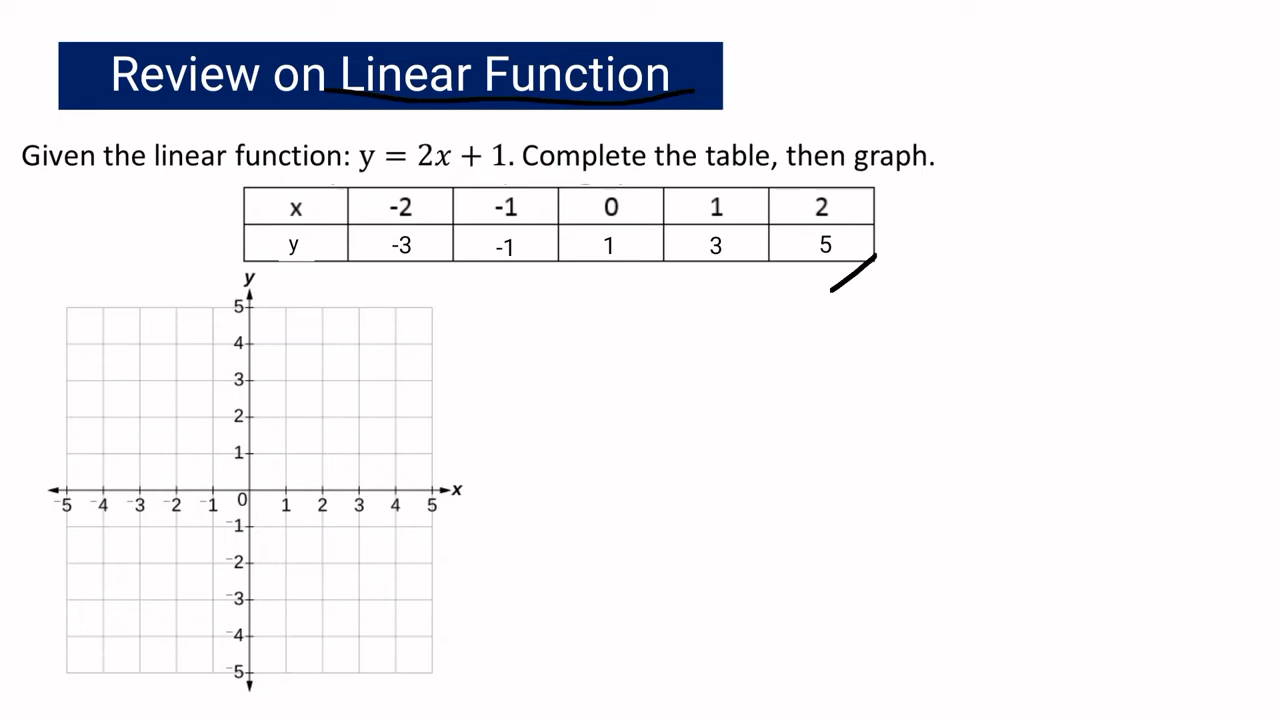 Review on Linear Function
Given the linear function: y = 2x + 1. Complete the table, then graph.
x -2 -1 0 1 2
y -3 -1 1 3 5
y
5
4
3
2
1
⁻5 ⁻4 ⁻3 ⁻2 ⁻1 0 1 2 3 4 5 x
⁻1
⁻2
⁻3
⁻4
⁻5